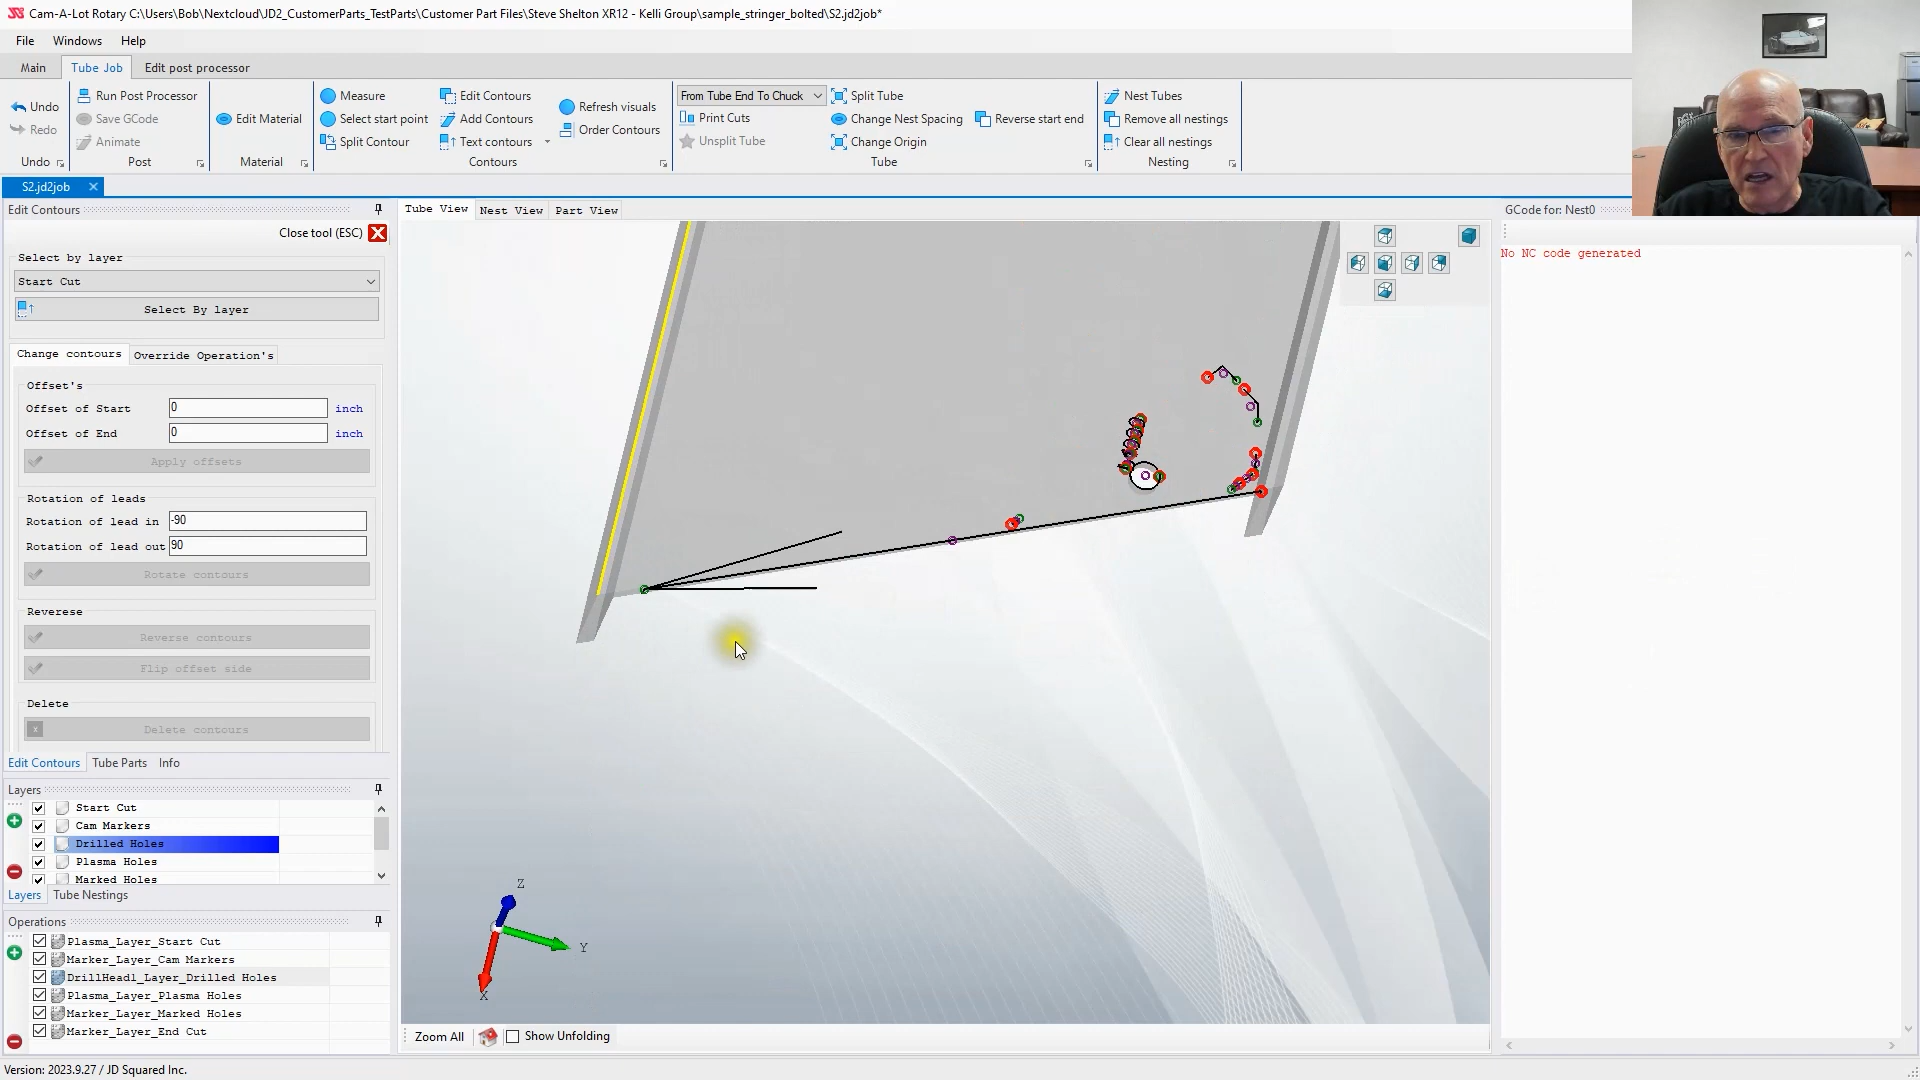 Cam-A-Lot Rotary C:\Users\Bob\Nextcloud\JD2_CustomerParts_TestParts\Customer Part Files\Steve Shelton XR12 - Kelli Group\sample_stringer_bolted\S2.jd2job*
File Windows Help
Main Tube Job Edit post processor
Undo
Redo
Undo
Run Post Processor
Save GCode
Animate
Post
Edit Material
Material
Measure
Select start point
Split Contour
Edit Contours
Add Contours
Text contours
Refresh visuals
Order Contours
Contours
From Tube End To Chuck
Print Cuts
Unsplit Tube
Split Tube
Change Nest Spacing
Change Origin
Reverse start end
Tube
Nest Tubes
Remove all nestings
Clear all nestings
Nesting
S2.jd2job
Edit Contours
Close tool (ESC)
Select by layer
Start Cut
Select By layer
Change contours Override Operation's
Offset's
Offset of Start 0 inch
Offset of End 0 inch
Apply offsets
Rotation of leads
Rotation of lead in -90
Rotation of lead out 90
Rotate contours
Reverese
Reverse contours
Flip offset side
Delete
Delete contours
Edit Contours Tube Parts Info
Layers
Start Cut
Cam Markers
Drilled Holes
Plasma Holes
Marked Holes
Layers Tube Nestings
Operations
Plasma_Layer_Start Cut
Marker_Layer_Cam Markers
DrillHead1_Layer_Drilled Holes
Plasma_Layer_Plasma Holes
Marker_Layer_Marked Holes
Marker_Layer_End Cut
Tube View Nest View Part View
Z
Y
X
Zoom All Show Unfolding
GCode for: Nest0
No NC code generated
Version: 2023.9.27 / JD Squared Inc.